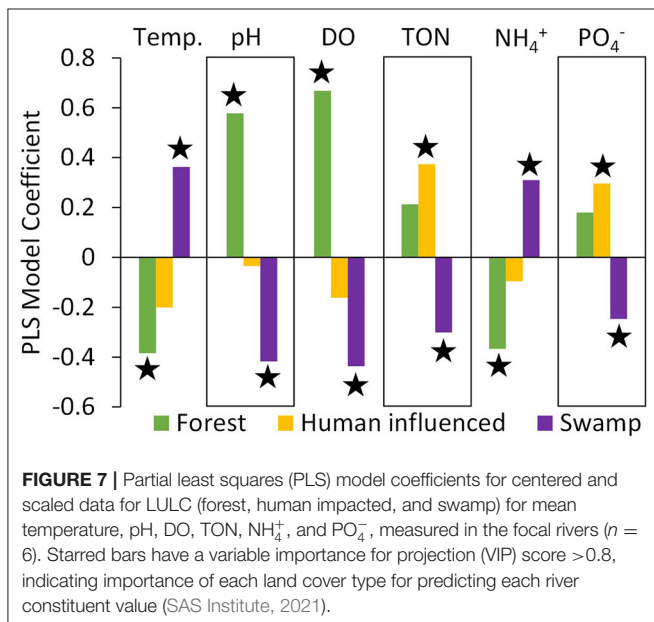 Temp. pH DO TON NH₄⁺ PO₄⁻
0.8
0.6
0.4
0.2
0
-0.2
-0.4
-0.6
PLS Model Coefficient
Forest Human influenced Swamp
FIGURE 7 | Partial least squares (PLS) model coefficients for centered and
scaled data for LULC (forest, human impacted, and swamp) for mean
temperature, pH, DO, TON, NH₄⁺, and PO₄⁻, measured in the focal rivers (n =
6). Starred bars have a variable importance for projection (VIP) score >0.8,
indicating importance of each land cover type for predicting each river
constituent value (SAS Institute, 2021).